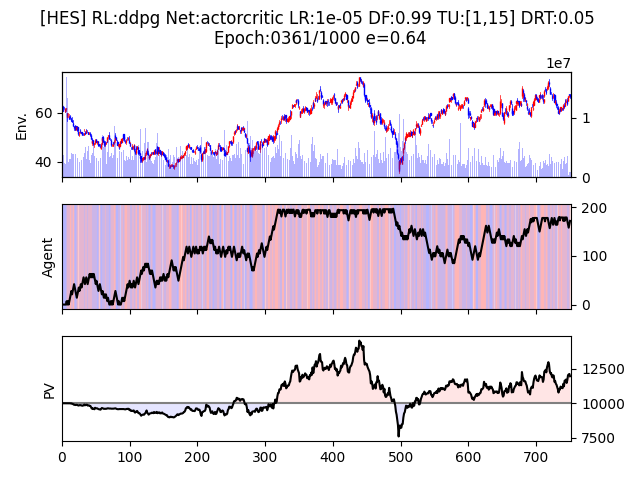 [HES] RL:ddpg Net:actorcritic LR:1e-05 DF:0.99 TU:[1,15] DRT:0.05
Epoch:0361/1000 e=0.64
1e7
Env.
60
40
1
0
Agent
200
100
0
PV
12500
10000
7500
0 100 200 300 400 500 600 700